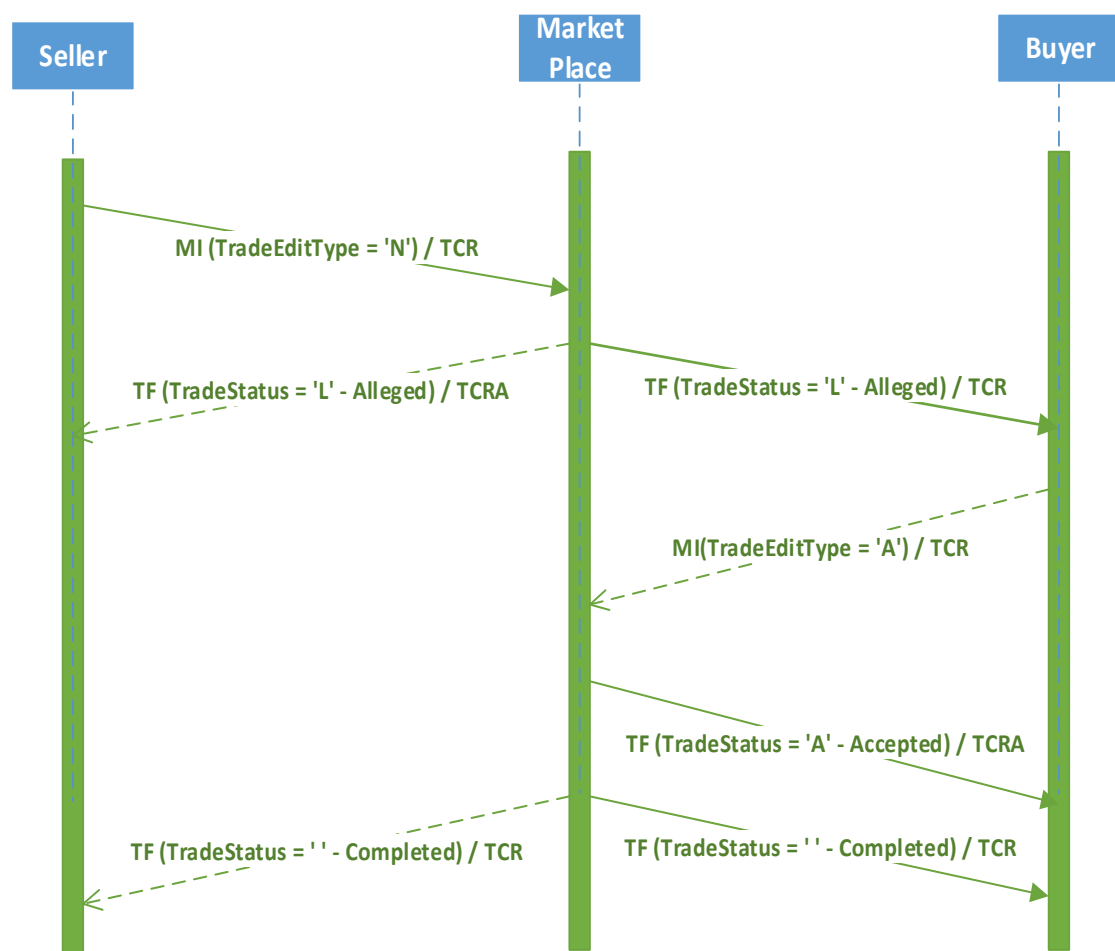 Seller
Market
Place
Buyer
MI (TradeEditType = 'N') / TCR
TF (TradeStatus = 'L' - Alleged) / TCRA
TF (TradeStatus = 'L' - Alleged) / TCR
MI(TradeEditType = 'A') / TCR
TF (TradeStatus = 'A' - Accepted) / TCRA
TF (TradeStatus = ' ' - Completed) / TCR
TF (TradeStatus = ' ' - Completed) / TCR